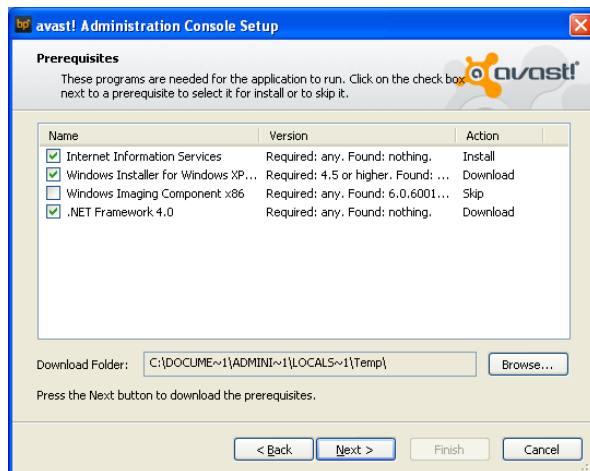 bp avast! Administration Console Setup
Prerequisites
These programs are needed for the application to run. Click on the check box
next to a prerequisite to select it for install or to skip it.
avast!
Name Version Action
Internet Information Services Required: any. Found: nothing. Install
Windows Installer for Windows XP... Required: 4.5 or higher. Found: ... Download
Windows Imaging Component x86 Required: any. Found: 6.0.6001... Skip
.NET Framework 4.0 Required: any. Found: nothing. Download
Download Folder: C:\DOCUME~1\ADMINI~1\LOCALS~1\Temp\ Browse...
Press the Next button to download the prerequisites.
< Back Next > Finish Cancel